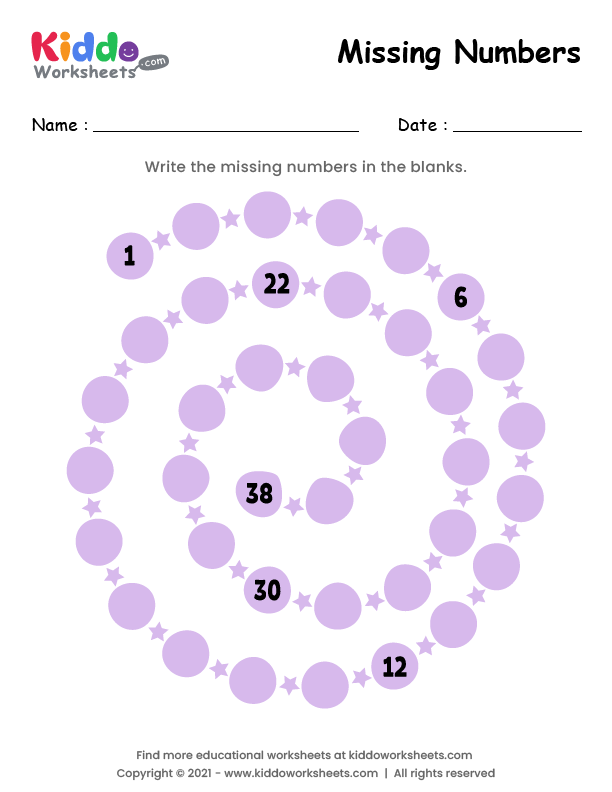 Kiddo
Worksheets .com
Missing Numbers
Name :
Date :
Write the missing numbers in the blanks.
1
22
6
38
30
12
Find more educational worksheets at kiddoworksheets.com
Copyright © 2021 - www.kiddoworksheets.com | All rights reserved